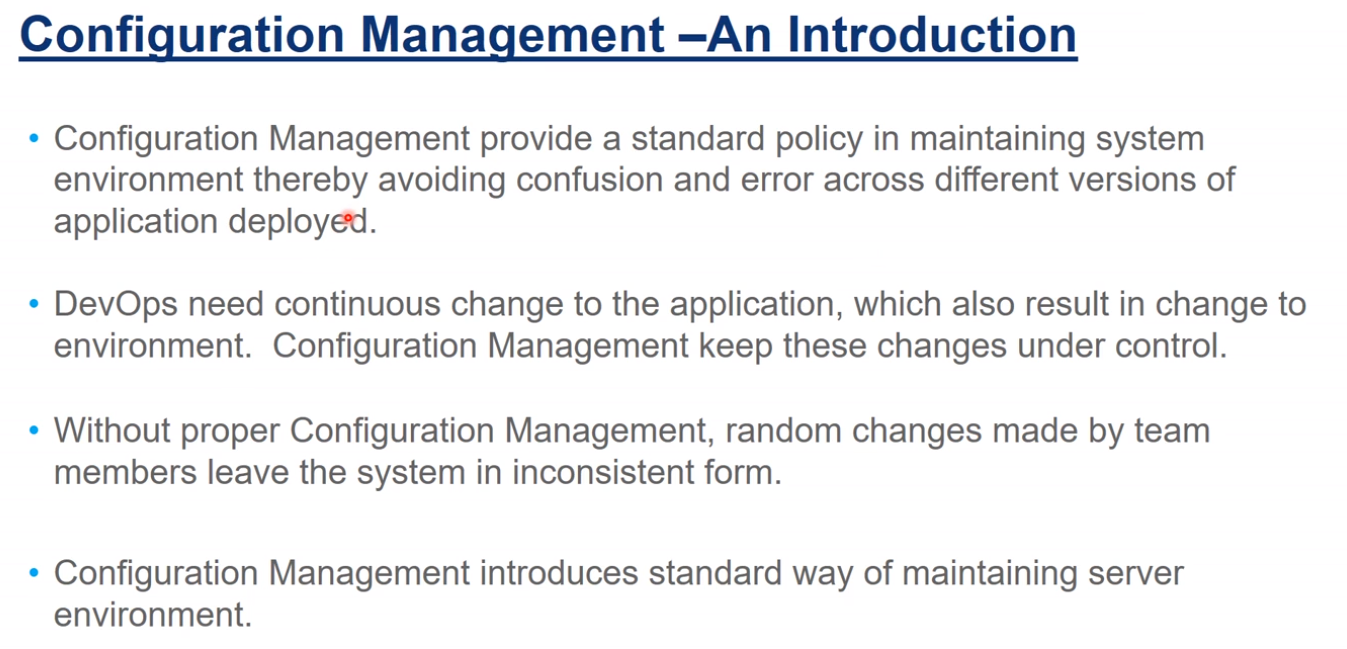 Configuration Management –An Introduction
• Configuration Management provide a standard policy in maintaining system
environment thereby avoiding confusion and error across different versions of
application deployed.
• DevOps need continuous change to the application, which also result in change to
environment.  Configuration Management keep these changes under control.
• Without proper Configuration Management, random changes made by team
members leave the system in inconsistent form.
• Configuration Management introduces standard way of maintaining server
environment.